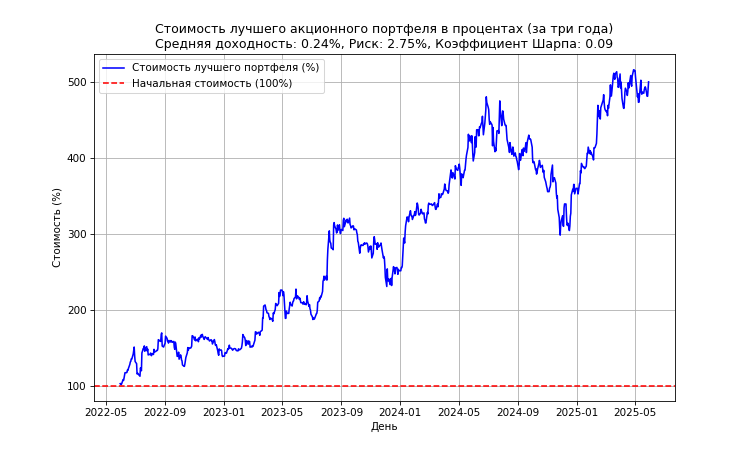 Стоимость лучшего акционного портфеля в процентах (за три года)
Средняя доходность: 0.24%, Риск: 2.75%, Коэффициент Шарпа: 0.09
Стоимость лучшего портфеля (%)
Начальная стоимость (100%)
Стоимость (%)
500
400
300
200
100
2022-05 2022-09 2023-01 2023-05 2023-09 2024-01 2024-05 2024-09 2025-01 2025-05
День